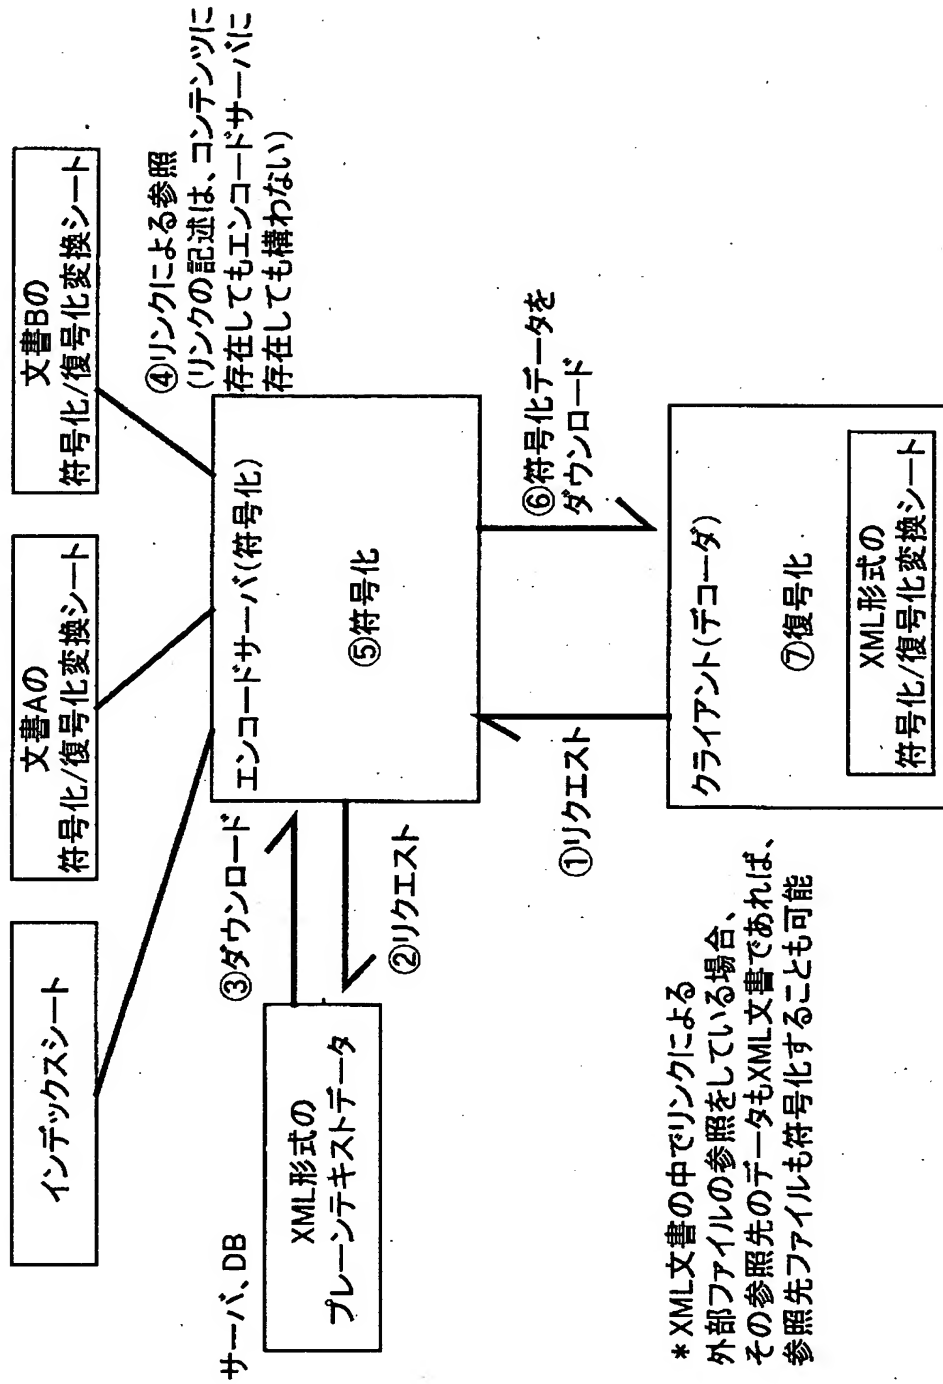 インデックスシート
文書Aの
符号化/復号化変換シート
文書Bの
符号化/復号化変換シート
④リンクによる参照
(リンクの記述は、コンテンツに
存在してもエンコードサーバに
存在しても構わない)
サーバ、DB
XML形式の
プレーンテキストデータ
③ダウンロード
②リクエスト
エンコードサーバ(符号化)
⑤符号化
①リクエスト
⑥符号化データを
ダウンロード
クライアント(デコーダ)
⑦復号化
XML形式の
符号化/復号化変換シート
*XML文書の中でリンクによる
外部ファイルの参照をしている場合、
その参照先のデータもXML文書であれば、
参照先ファイルも符号化することも可能